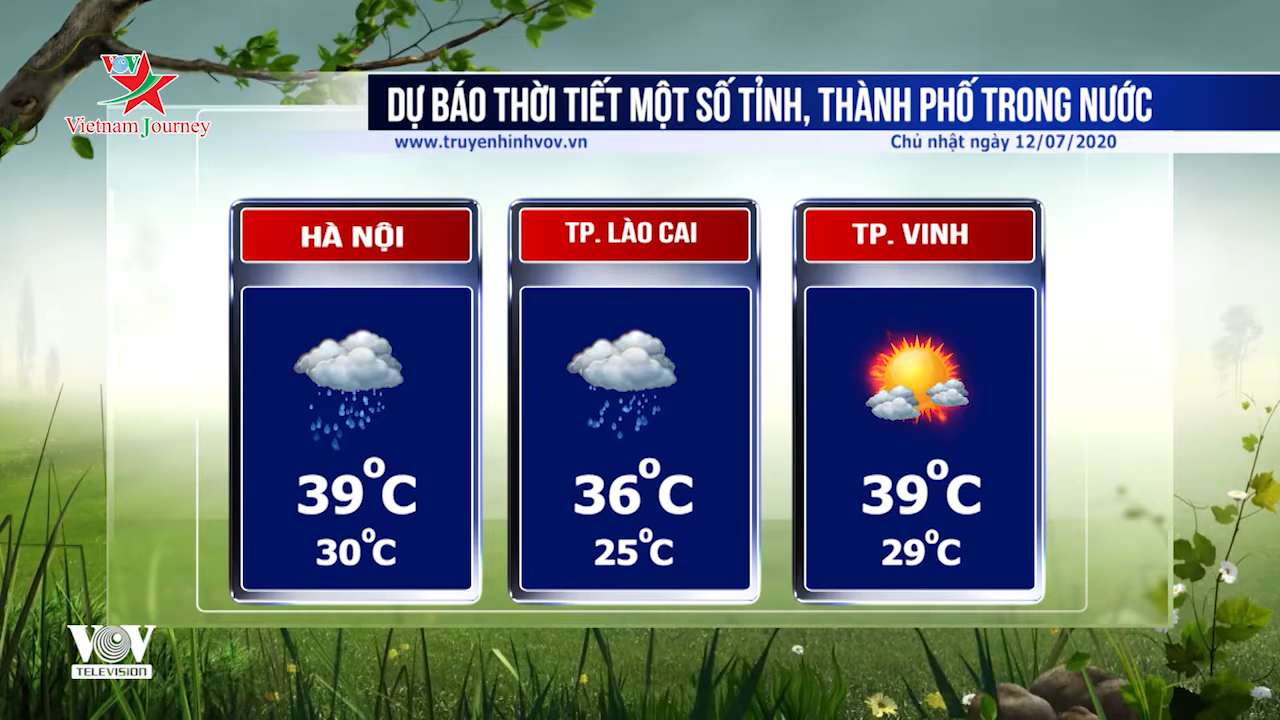 VOV
Vietnam Journey
DỰ BÁO THỜI TIẾT MỘT SỐ TỈNH, THÀNH PHỐ TRONG NƯỚC
www.truyenhinhvov.vn
Chủ nhật ngày 12/07/2020
HÀ NỘI
39°C
30°C
TP. LÀO CAI
36°C
25°C
TP. VINH
39°C
29°C
VOV
TELEVISION